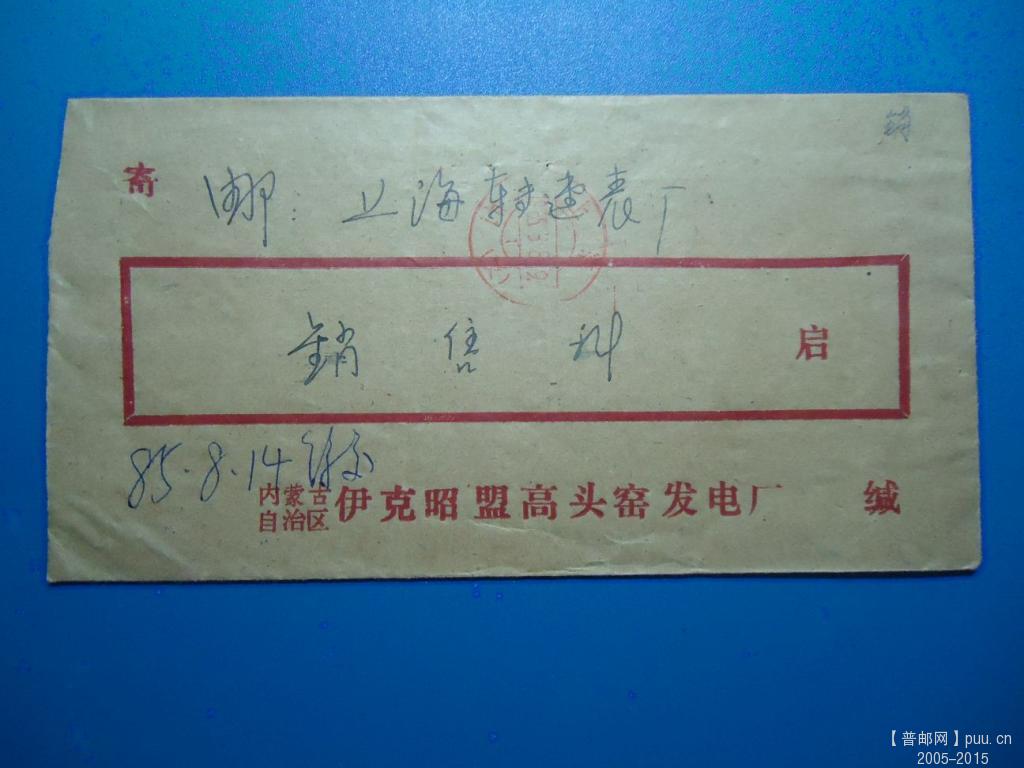 寄 邮：上海转速表厂
销售科 启
85.8.14
内蒙古自治区 伊克昭盟高头窑发电厂 缄
【普邮网】puu.cn
2005-2015